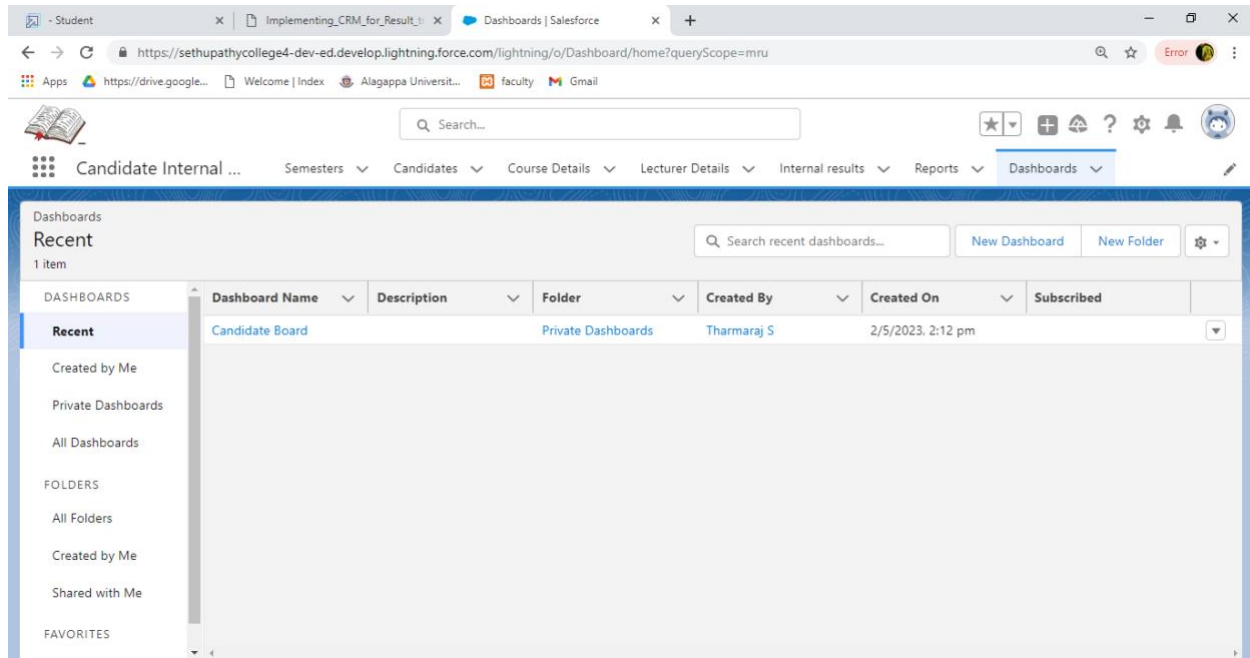 - Student
Implementing_CRM_for_Result_t
Dashboards | Salesforce
https://sethupathycollege4-dev-ed.develop.lightning.force.com/lightning/o/Dashboard/home?queryScope=mru
Error
Apps https://drive.google... Welcome | Index Alagappa Universit... faculty Gmail
Search...
Candidate Internal ... Semesters Candidates Course Details Lecturer Details Internal results Reports Dashboards
Dashboards
Recent
1 item
Search recent dashboards...
New Dashboard
New Folder
DASHBOARDS
Recent
Created by Me
Private Dashboards
All Dashboards
FOLDERS
All Folders
Created by Me
Shared with Me
FAVORITES
Dashboard Name Description Folder Created By Created On Subscribed
Candidate Board Private Dashboards Tharmaraj S 2/5/2023, 2:12 pm